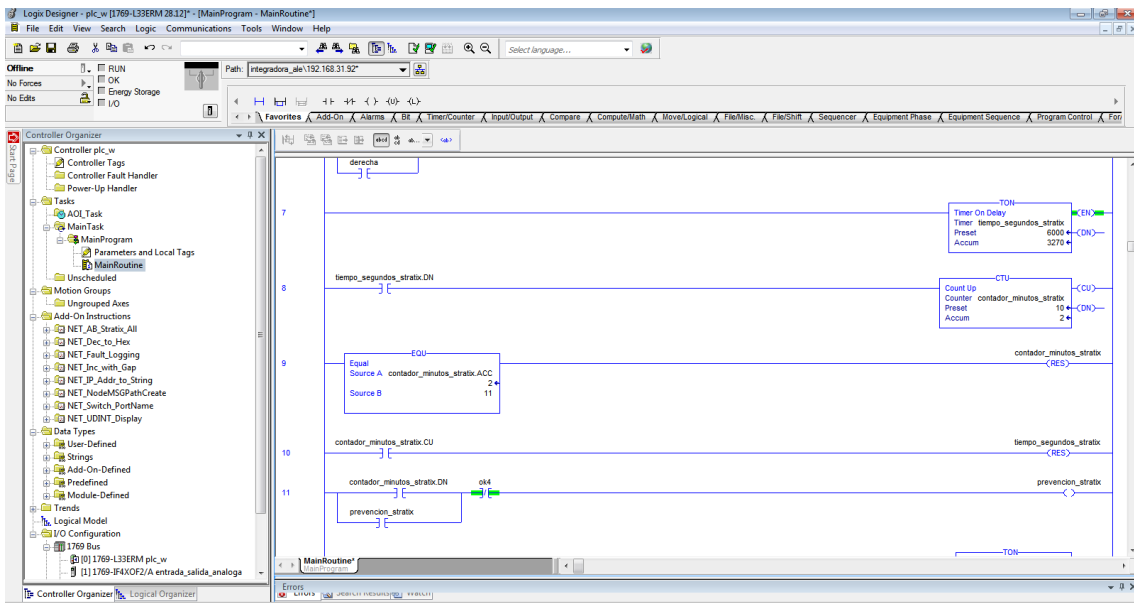 Logix Designer - plc_w [1769-L33ERM 28.12]* - [MainProgram - MainRoutine*]
File Edit View Search Logic Communications Tools Window Help
Select language...
Offline
RUN
No Forces
OK
Energy Storage
No Edits
I/O
Path: integradora_ale\192.168.31.92*
Favorites Add-On Alarms Bit Timer/Counter Input/Output Compare Compute/Math Move/Logical File/Misc. File/Shift Sequencer Equipment Phase Equipment Sequence Program Control For/
Start Page
Controller Organizer
Controller plc_w
Controller Tags
Controller Fault Handler
Power-Up Handler
Tasks
AOI_Task
MainTask
MainProgram
Parameters and Local Tags
MainRoutine
Unscheduled
Motion Groups
Ungrouped Axes
Add-On Instructions
NET_AB_Stratix_All
NET_Dec_to_Hex
NET_Fault_Logging
NET_Inc_with_Gap
NET_IP_Addr_to_String
NET_NodeMSGPathCreate
NET_Switch_PortName
NET_UDINT_Display
Data Types
User-Defined
Strings
Add-On-Defined
Predefined
Module-Defined
Trends
Logical Model
I/O Configuration
1769 Bus
[0] 1769-L33ERM plc_w
[1] 1769-IF4XOF2/A entrada_salida_analoga
Controller Organizer
Logical Organizer
derecha
7
TON
Timer On Delay
Timer tiempo_segundos_stratix
Preset 6000
Accum 3270
(EN)
(DN)
8
tiempo_segundos_stratix.DN
CTU
Count Up
Counter contador_minutos_stratix
Preset 10
Accum 2
(CU)
(DN)
9
EQU
Equal
Source A contador_minutos_stratix.ACC
2
Source B 11
contador_minutos_stratix
(RES)
10
contador_minutos_stratix.CU
tiempo_segundos_stratix
(RES)
11
contador_minutos_stratix.DN
ok4
prevencion_stratix
prevencion_stratix
TON
MainRoutine*
MainProgram
Errors
Errors Search Results Watch